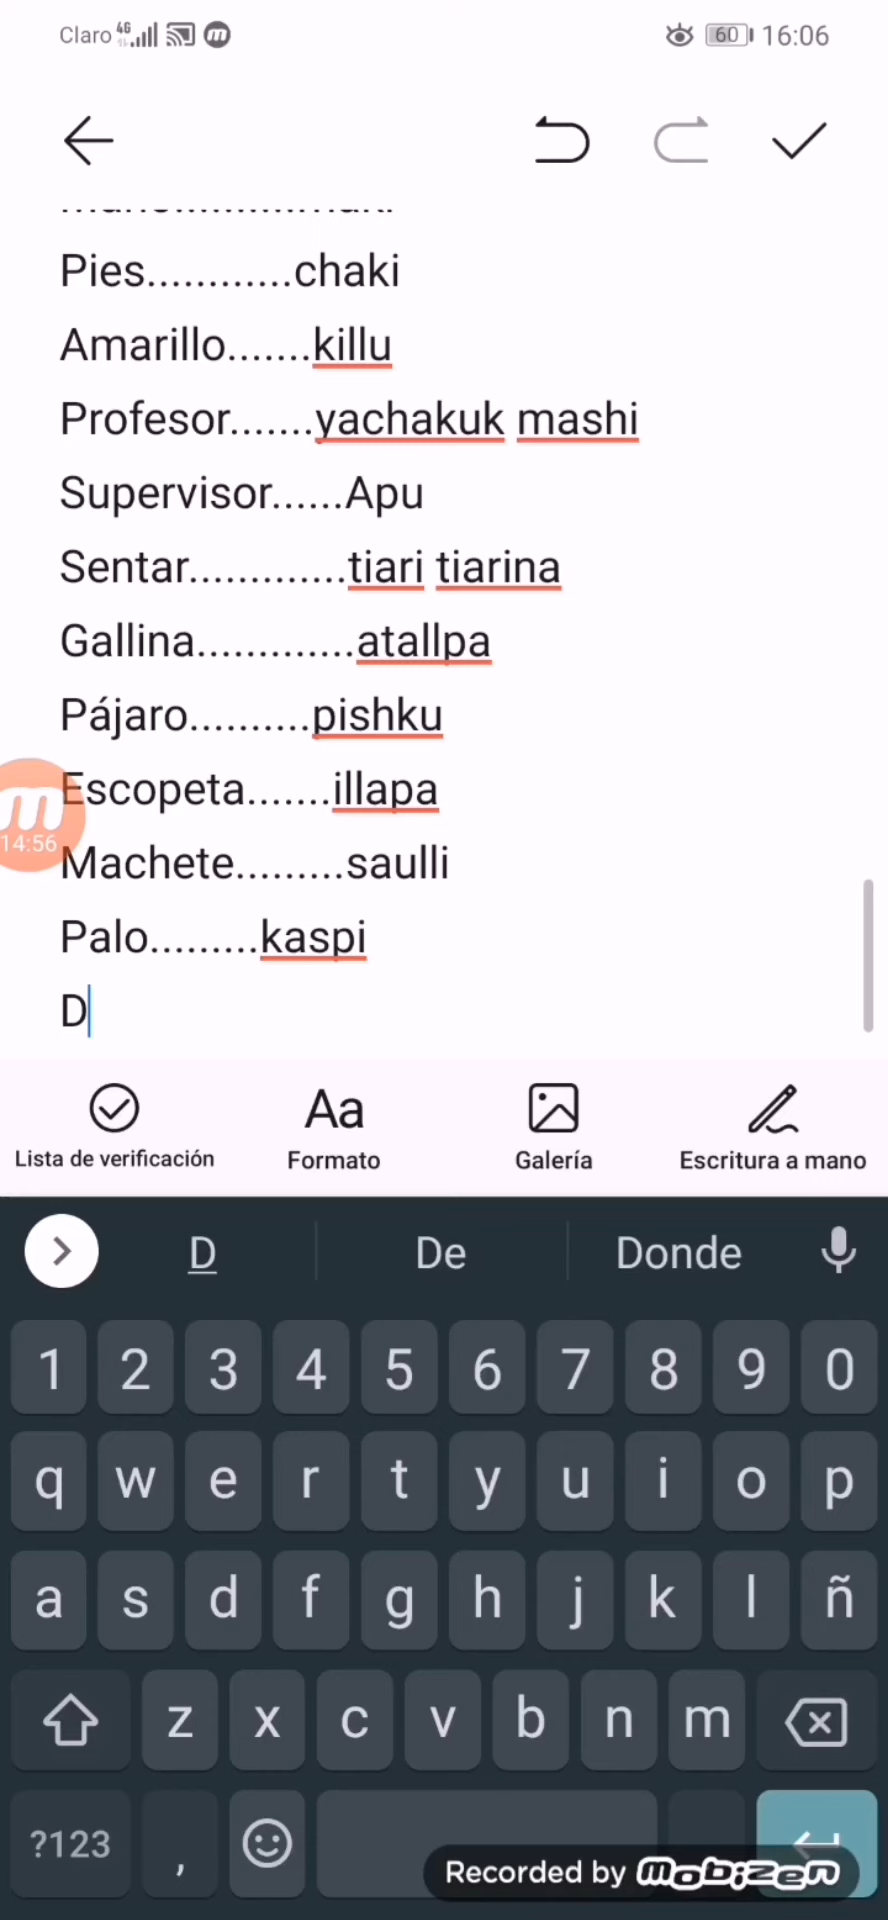 Claro 4G
60 16:06
Pies............chaki
Amarillo.......killu
Profesor.......yachakuk mashi
Supervisor......Apu
Sentar.............tiari tiarina
Gallina.............atallpa
Pájaro..........pishku
Escopeta.......illapa
14:56
Machete.........saulli
Palo.........kaspi
D
Lista de verificación
Aa
Formato
Galería
Escritura a mano
D De Donde
1 2 3 4 5 6 7 8 9 0
q w e r t y u i o p
a s d f g h j k l ñ
z x c v b n m
?123 ,
Recorded by mobizen